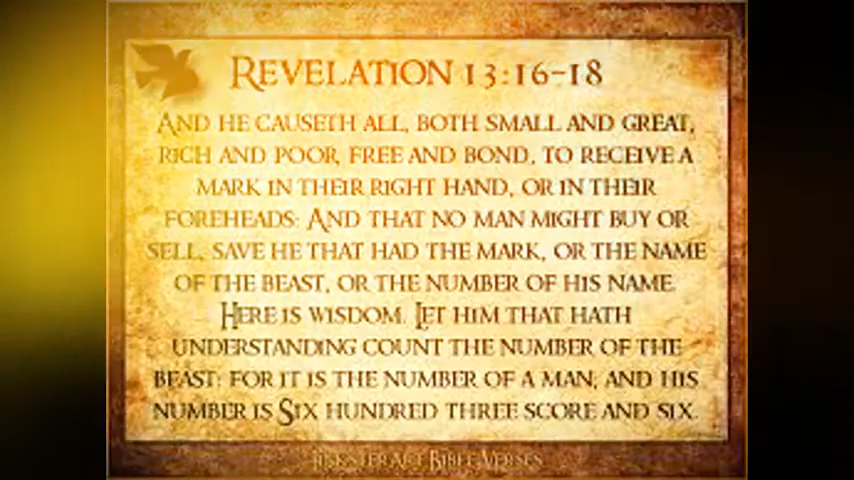 REVELATION 13:16-18
AND HE CAUSETH ALL, BOTH SMALL AND GREAT,
RICH AND POOR, FREE AND BOND, TO RECEIVE A
MARK IN THEIR RIGHT HAND, OR IN THEIR
FOREHEADS: AND THAT NO MAN MIGHT BUY OR
SELL, SAVE HE THAT HAD THE MARK, OR THE NAME
OF THE BEAST, OR THE NUMBER OF HIS NAME.
HERE IS WISDOM. LET HIM THAT HATH
UNDERSTANDING COUNT THE NUMBER OF THE
BEAST: FOR IT IS THE NUMBER OF A MAN; AND HIS
NUMBER IS SIX HUNDRED THREE SCORE AND SIX.
BIBLE VERSES